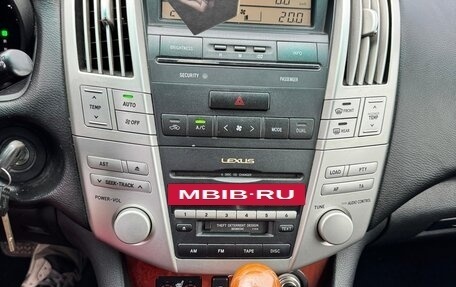 0.0
20.0
BRIGHTNESS H M INFO
SECURITY PASSENGER
TEMP AUTO FRONT TEMP
OFF A/C MODE DUAL REAR
LEXUS
AST LOAD PTY
6 DISC CD CHANGER
SEEK·TRACK AF TA
MBIB-RU
POWER·VOL TUNE AUDIO CONTROL
1 2 3 4 5 6
THEFT DETERRENT DESIGN TEXT
AM FM TAPE DISC